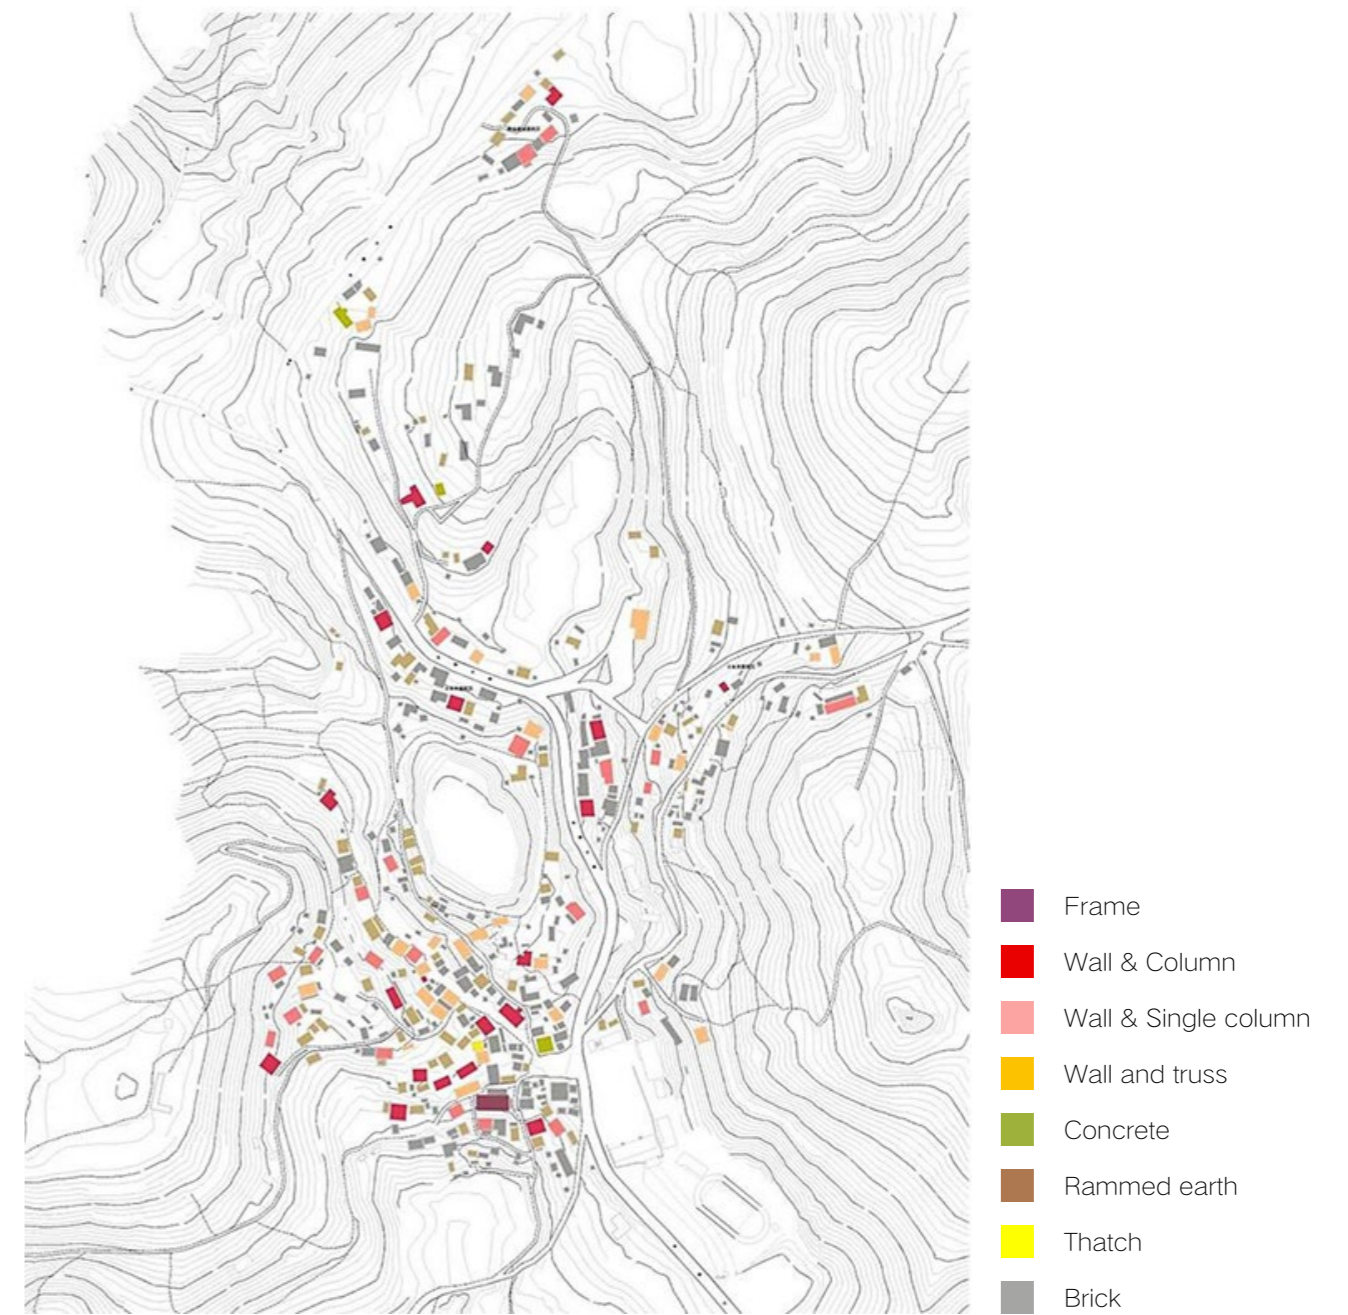 Frame
Wall & Column
Wall & Single column
Wall and truss
Concrete
Rammed earth
Thatch
Brick